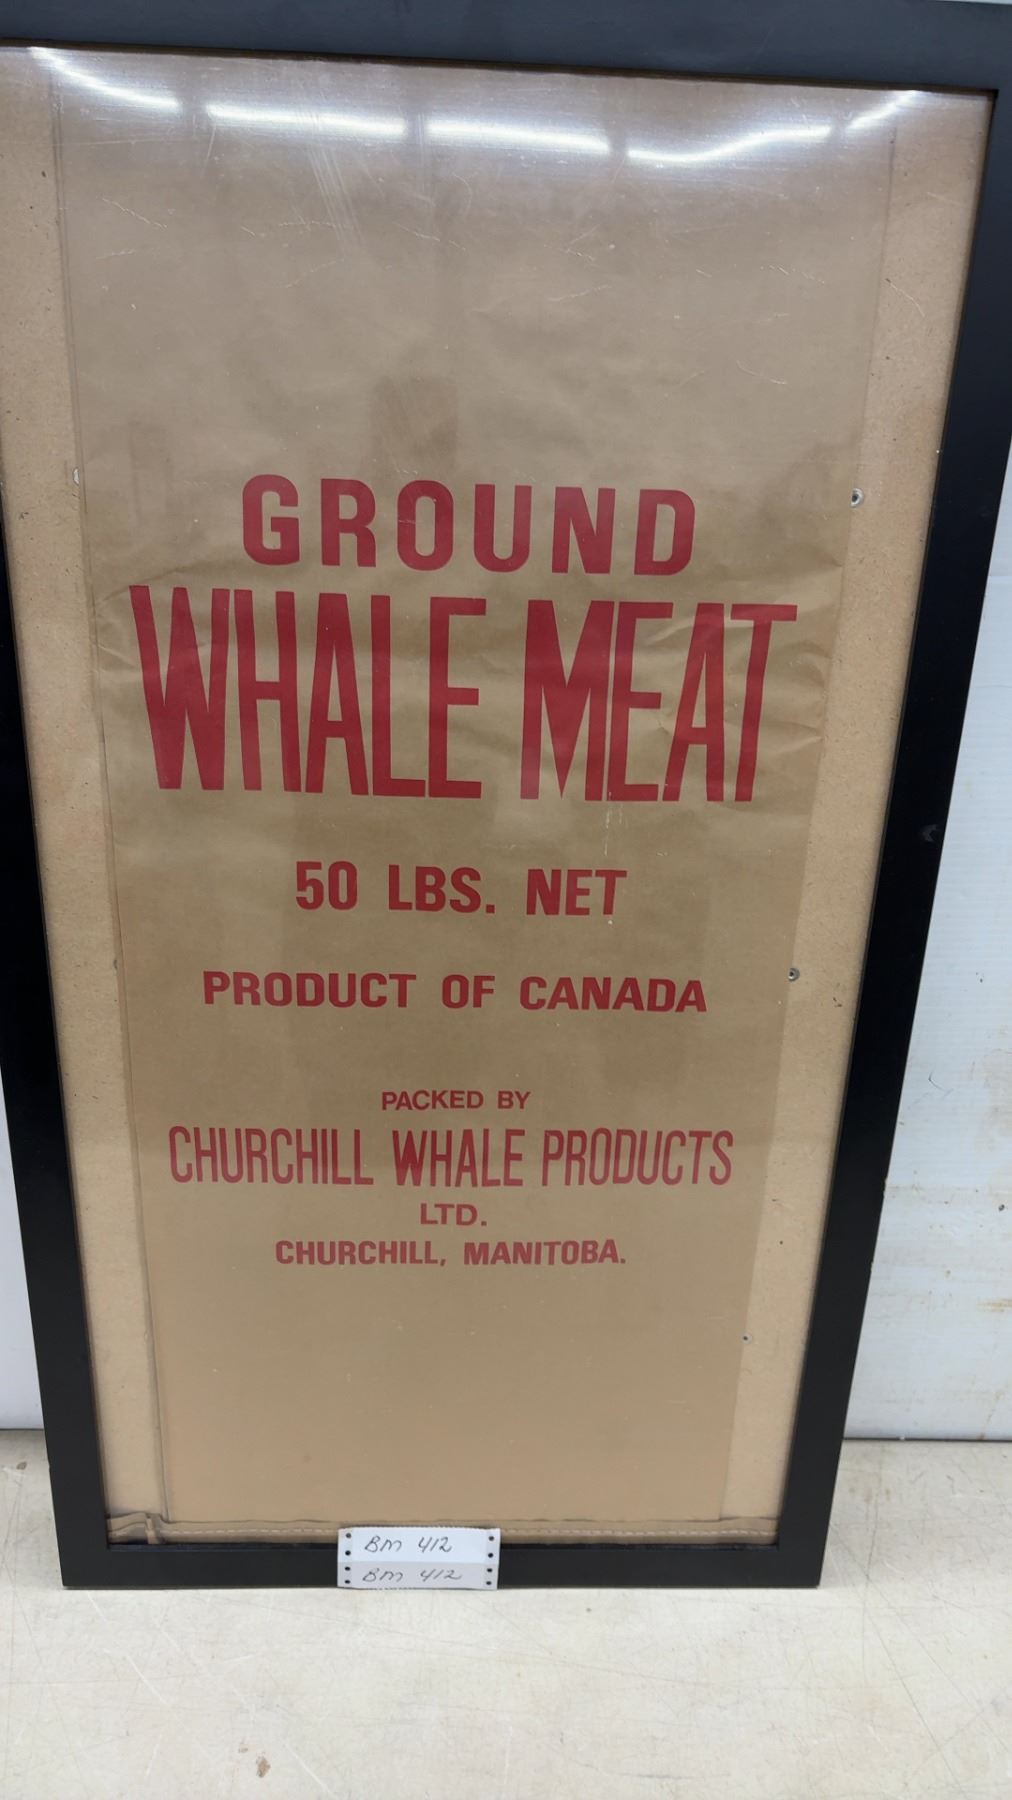 GROUND
WHALE MEAT
50 LBS. NET
PRODUCT OF CANADA
PACKED BY
CHURCHILL WHALE PRODUCTS
LTD.
CHURCHILL, MANITOBA.
BM 412
BM 412